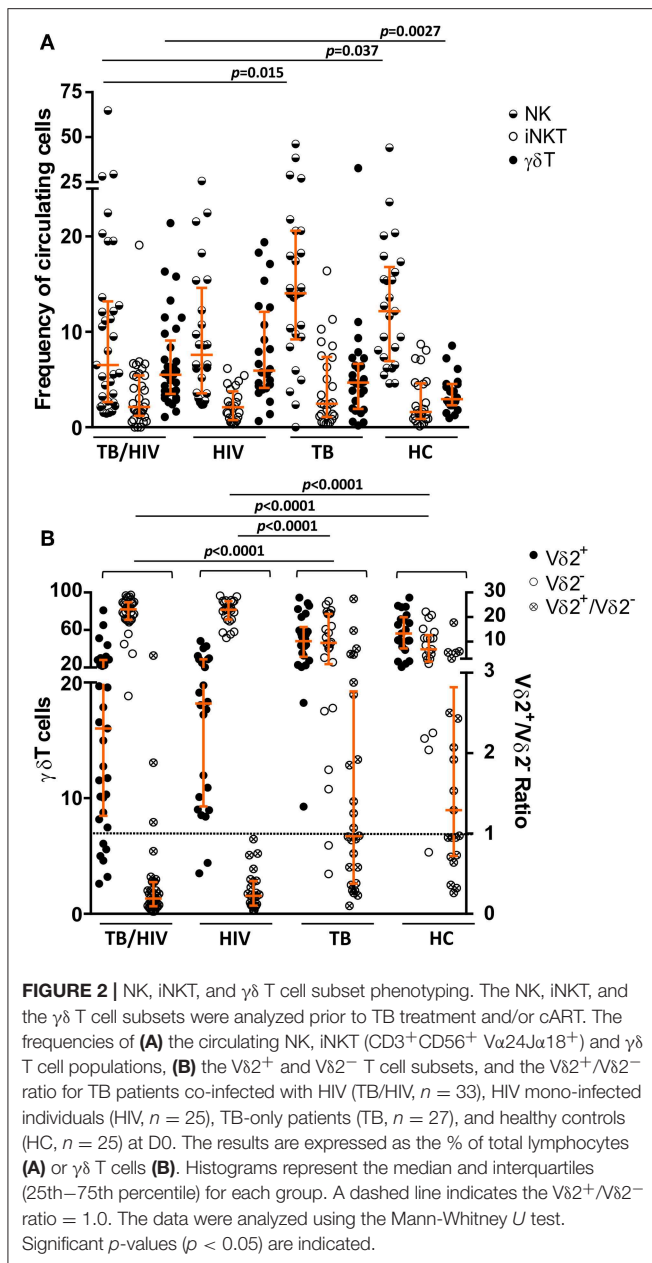 A
p=0.0027
p=0.037
p=0.015
75
50
25
20
10
0
Frequency of circulating cells
NK
iNKT
γδT
TB/HIV
HIV
TB
HC
p<0.0001
p<0.0001
p<0.0001
p<0.0001
B
Vδ2+
Vδ2-
Vδ2+/Vδ2-
100
60
20
20
10
0
γδT cells
30
20
10
3
2
1
0
Vδ2+/Vδ2- Ratio
TB/HIV
HIV
TB
HC
FIGURE 2 | NK, iNKT, and γδ T cell subset phenotyping. The NK, iNKT, and
the γδ T cell subsets were analyzed prior to TB treatment and/or cART. The
frequencies of (A) the circulating NK, iNKT (CD3+CD56+ Vα24Jα18+) and γδ
T cell populations, (B) the Vδ2+ and Vδ2− T cell subsets, and the Vδ2+/Vδ2−
ratio for TB patients co-infected with HIV (TB/HIV, n = 33), HIV mono-infected
individuals (HIV, n = 25), TB-only patients (TB, n = 27), and healthy controls
(HC, n = 25) at D0. The results are expressed as the % of total lymphocytes
(A) or γδ T cells (B). Histograms represent the median and interquartiles
(25th−75th percentile) for each group. A dashed line indicates the Vδ2+/Vδ2−
ratio = 1.0. The data were analyzed using the Mann-Whitney U test.
Significant p-values (p < 0.05) are indicated.